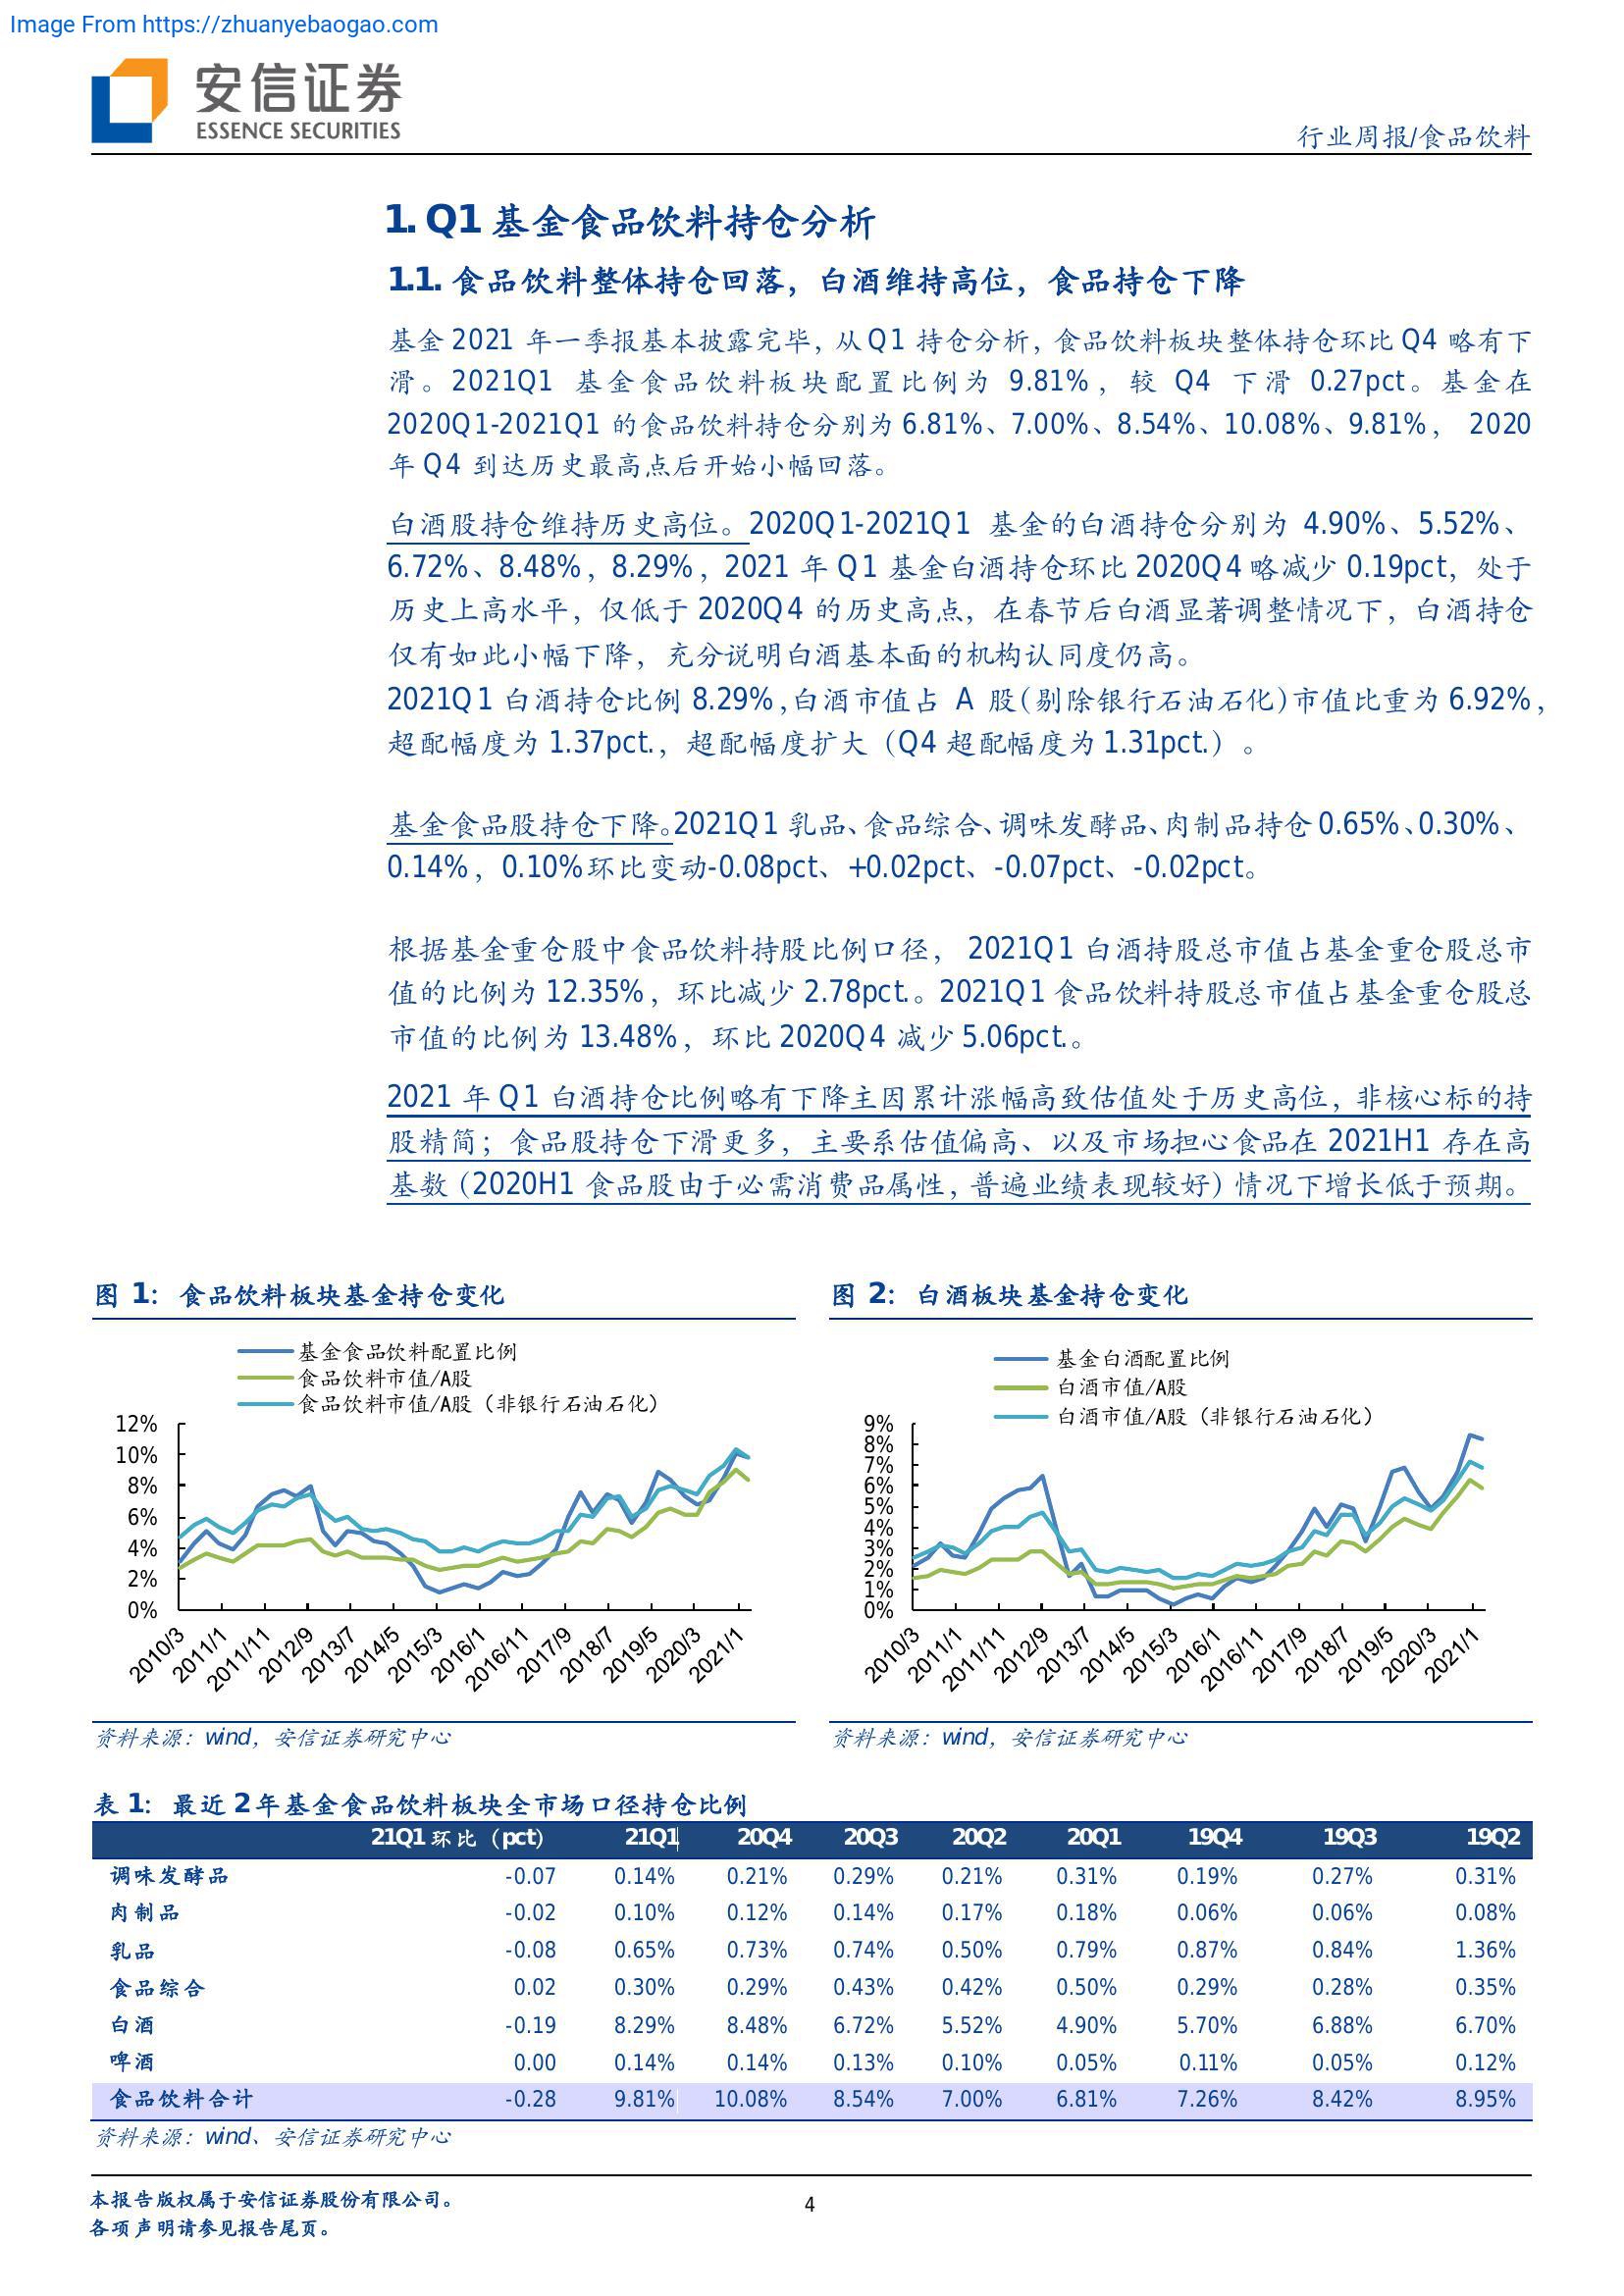 Image From https://zhuanyebaogao.com
安信证券
ESSENCE SECURITIES
行业周报/食品饮料
1. Q1 基金食品饮料持仓分析
1.1. 食品饮料整体持仓回落，白酒维持高位，食品持仓下降
基金 2021 年一季报基本披露完毕，从 Q1 持仓分析，食品饮料板块整体持仓环比 Q4 略有下
滑。2021Q1 基金食品饮料板块配置比例为 9.81%，较 Q4 下滑 0.27pct。基金在
2020Q1-2021Q1 的食品饮料持仓分别为 6.81%、7.00%、8.54%、10.08%、9.81%， 2020
年 Q4 到达历史最高点后开始小幅回落。
白酒股持仓维持历史高位。2020Q1-2021Q1 基金的白酒持仓分别为 4.90%、5.52%、
6.72%、8.48%，8.29%，2021 年 Q1 基金白酒持仓环比 2020Q4 略减少 0.19pct，处于
历史上高水平，仅低于 2020Q4 的历史高点，在春节后白酒显著调整情况下，白酒持仓
仅有如此小幅下降，充分说明白酒基本面的机构认同度仍高。
2021Q1 白酒持仓比例 8.29%,白酒市值占 A 股(剔除银行石油石化)市值比重为 6.92%，
超配幅度为 1.37pct.，超配幅度扩大（Q4 超配幅度为 1.31pct.）。
基金食品股持仓下降。2021Q1 乳品、食品综合、调味发酵品、肉制品持仓 0.65%、0.30%、
0.14%，0.10%环比变动-0.08pct、+0.02pct、-0.07pct、-0.02pct。
根据基金重仓股中食品饮料持股比例口径， 2021Q1 白酒持股总市值占基金重仓股总市
值的比例为 12.35%，环比减少 2.78pct.。2021Q1 食品饮料持股总市值占基金重仓股总
市值的比例为 13.48%，环比 2020Q4 减少 5.06pct.。
2021 年 Q1 白酒持仓比例略有下降主因累计涨幅高致估值处于历史高位，非核心标的持
股精简；食品股持仓下滑更多，主要系估值偏高、以及市场担心食品在 2021H1 存在高
基数（2020H1 食品股由于必需消费品属性，普遍业绩表现较好）情况下增长低于预期。
图 1：食品饮料板块基金持仓变化
基金食品饮料配置比例
食品饮料市值/A股
食品饮料市值/A股（非银行石油石化）
12%
10%
8%
6%
4%
2%
0%
2010/3 2011/1 2011/11 2012/9 2013/7 2014/5 2015/3 2016/1 2016/11 2017/9 2018/7 2019/5 2020/3 2021/1
资料来源：wind，安信证券研究中心
图 2：白酒板块基金持仓变化
基金白酒配置比例
白酒市值/A股
白酒市值/A股（非银行石油石化）
9%
8%
7%
6%
5%
4%
3%
2%
1%
0%
2010/3 2011/1 2011/11 2012/9 2013/7 2014/5 2015/3 2016/1 2016/11 2017/9 2018/7 2019/5 2020/3 2021/1
资料来源：wind，安信证券研究中心
表 1：最近 2 年基金食品饮料板块全市场口径持仓比例
21Q1 环比（pct） 21Q1 20Q4 20Q3 20Q2 20Q1 19Q4 19Q3 19Q2
调味发酵品 -0.07 0.14% 0.21% 0.29% 0.21% 0.31% 0.19% 0.27% 0.31%
肉制品 -0.02 0.10% 0.12% 0.14% 0.17% 0.18% 0.06% 0.06% 0.08%
乳品 -0.08 0.65% 0.73% 0.74% 0.50% 0.79% 0.87% 0.84% 1.36%
食品综合 0.02 0.30% 0.29% 0.43% 0.42% 0.50% 0.29% 0.28% 0.35%
白酒 -0.19 8.29% 8.48% 6.72% 5.52% 4.90% 5.70% 6.88% 6.70%
啤酒 0.00 0.14% 0.14% 0.13% 0.10% 0.05% 0.11% 0.05% 0.12%
食品饮料合计 -0.28 9.81% 10.08% 8.54% 7.00% 6.81% 7.26% 8.42% 8.95%
资料来源：wind、安信证券研究中心
本报告版权属于安信证券股份有限公司。
各项声明请参见报告尾页。
4